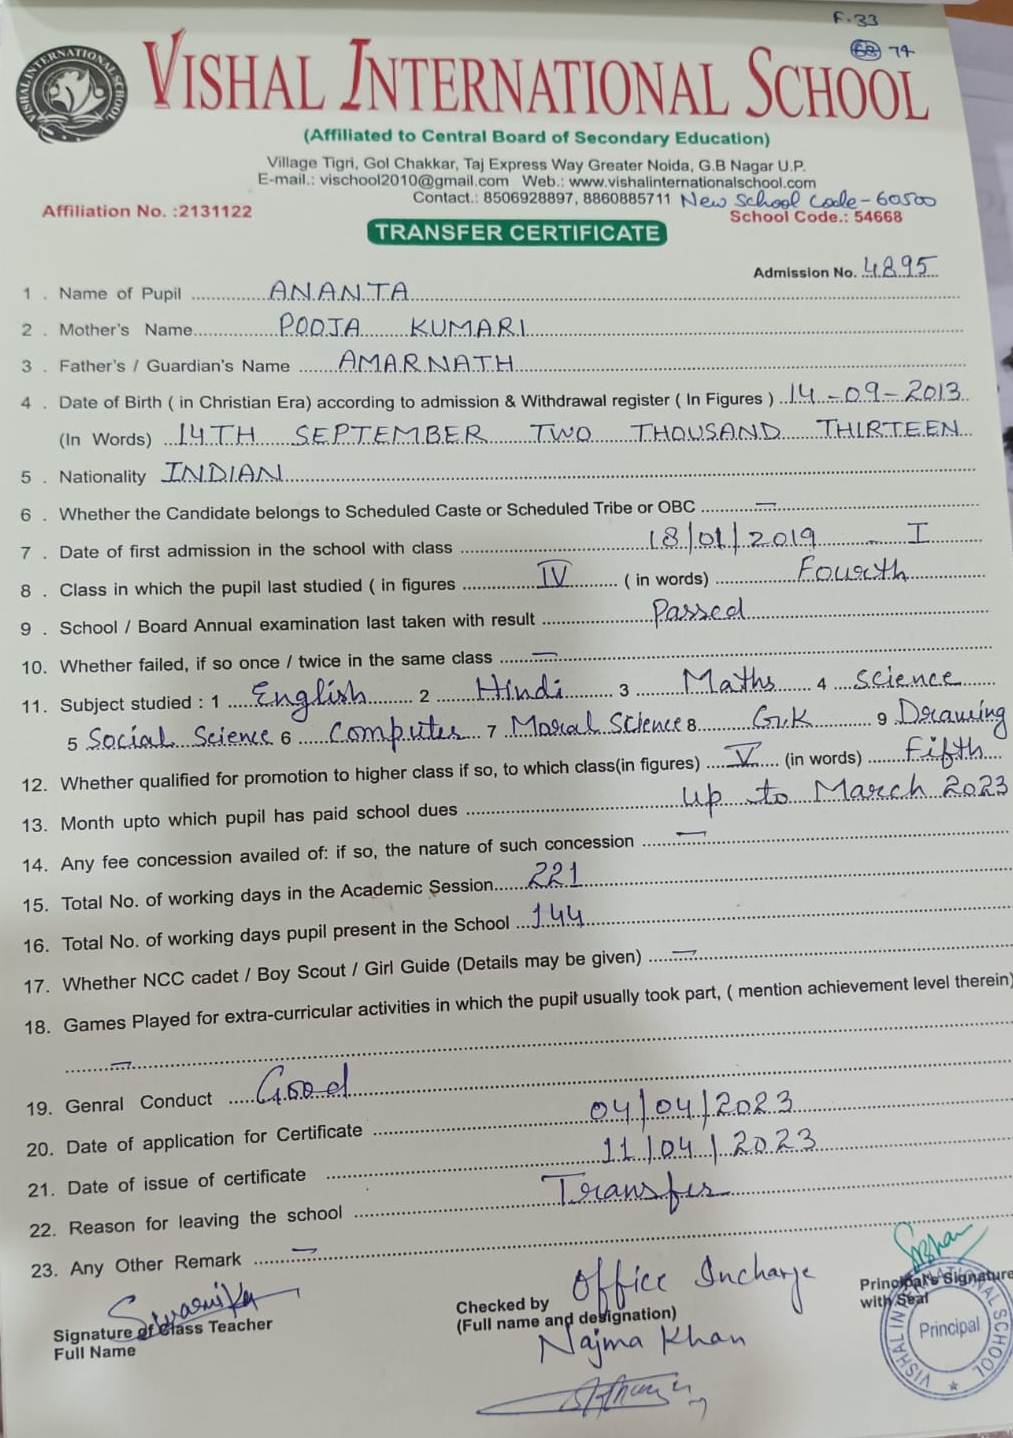 F-33
68 74
VISHAL INTERNATIONAL SCHOOL
VISHAL INTERNATIONAL SCHOOL
(Affiliated to Central Board of Secondary Education)
Village Tigri, Gol Chakkar, Taj Express Way Greater Noida, G.B Nagar U.P.
E-mail.: vischool2010@gmail.com Web.: www.vishalinternationalschool.com
Contact.: 8506928897, 8860885711 New School Code - 60500
Affiliation No. :2131122 School Code.: 54668
TRANSFER CERTIFICATE
Admission No. 4895
1 . Name of Pupil ANANTA
2 . Mother's Name POOJA KUMARI
3 . Father's / Guardian's Name AMARNATH
4 . Date of Birth ( in Christian Era) according to admission & Withdrawal register ( In Figures ) 14-09-2013
(In Words) 14TH SEPTEMBER TWO THOUSAND THIRTEEN
5 . Nationality INDIAN
6 . Whether the Candidate belongs to Scheduled Caste or Scheduled Tribe or OBC —
7 . Date of first admission in the school with class 18/01/2019 - I
8 . Class in which the pupil last studied ( in figures IV ( in words) Fourth
9 . School / Board Annual examination last taken with result Passed
10. Whether failed, if so once / twice in the same class —
11. Subject studied : 1 English 2 Hindi 3 Maths 4 Science
5 Social Science 6 Computer 7 Moral Science 8 G.K 9 Drawing
12. Whether qualified for promotion to higher class if so, to which class(in figures) V (in words) Fifth
13. Month upto which pupil has paid school dues up to March 2023
14. Any fee concession availed of: if so, the nature of such concession —
15. Total No. of working days in the Academic Session 221
16. Total No. of working days pupil present in the School 144
17. Whether NCC cadet / Boy Scout / Girl Guide (Details may be given) —
18. Games Played for extra-curricular activities in which the pupil usually took part, ( mention achievement level therein)
—
19. Genral Conduct Good
20. Date of application for Certificate 04/04/2023
21. Date of issue of certificate 11/04/2023
22. Reason for leaving the school Transfer
23. Any Other Remark —
Swarnika
Signature of Class Teacher
Full Name
Office Incharge
Checked by
(Full name and designation)
Najma Khan
Principal's Signature
with Seal
VISHAL INTERNATIONAL SCHOOL
Principal